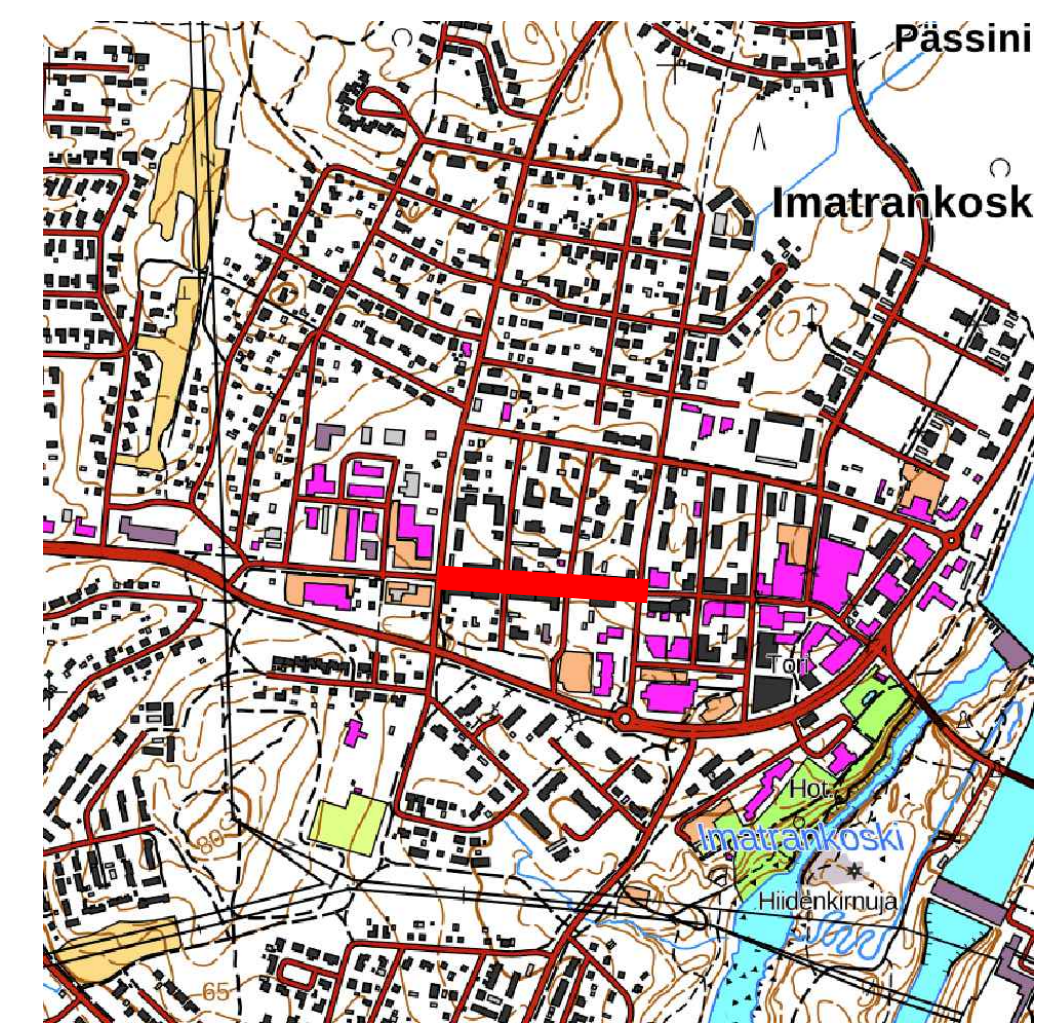 Pässini
Imatrankosk
Tori
Hot.
Imatrankoski
Hiidenkirnuja
80
65